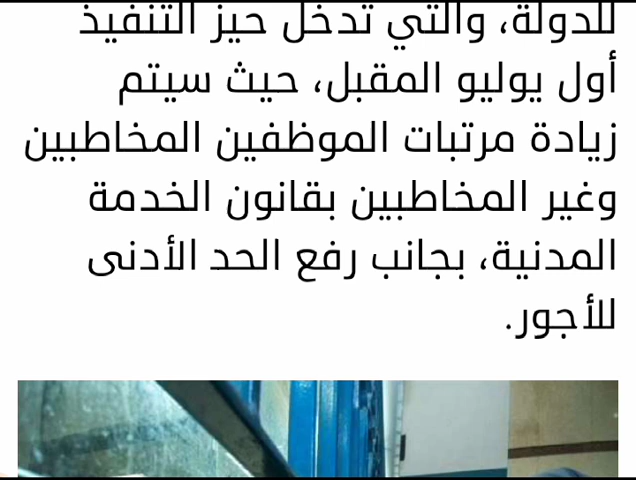 للدولة، والتي تدخل حيز التنفيذ
أول يوليو المقبل، حيث سيتم
زيادة مرتبات الموظفين المخاطبين
وغير المخاطبين بقانون الخدمة
المدنية، بجانب رفع الحد الأدنى
للأجور.